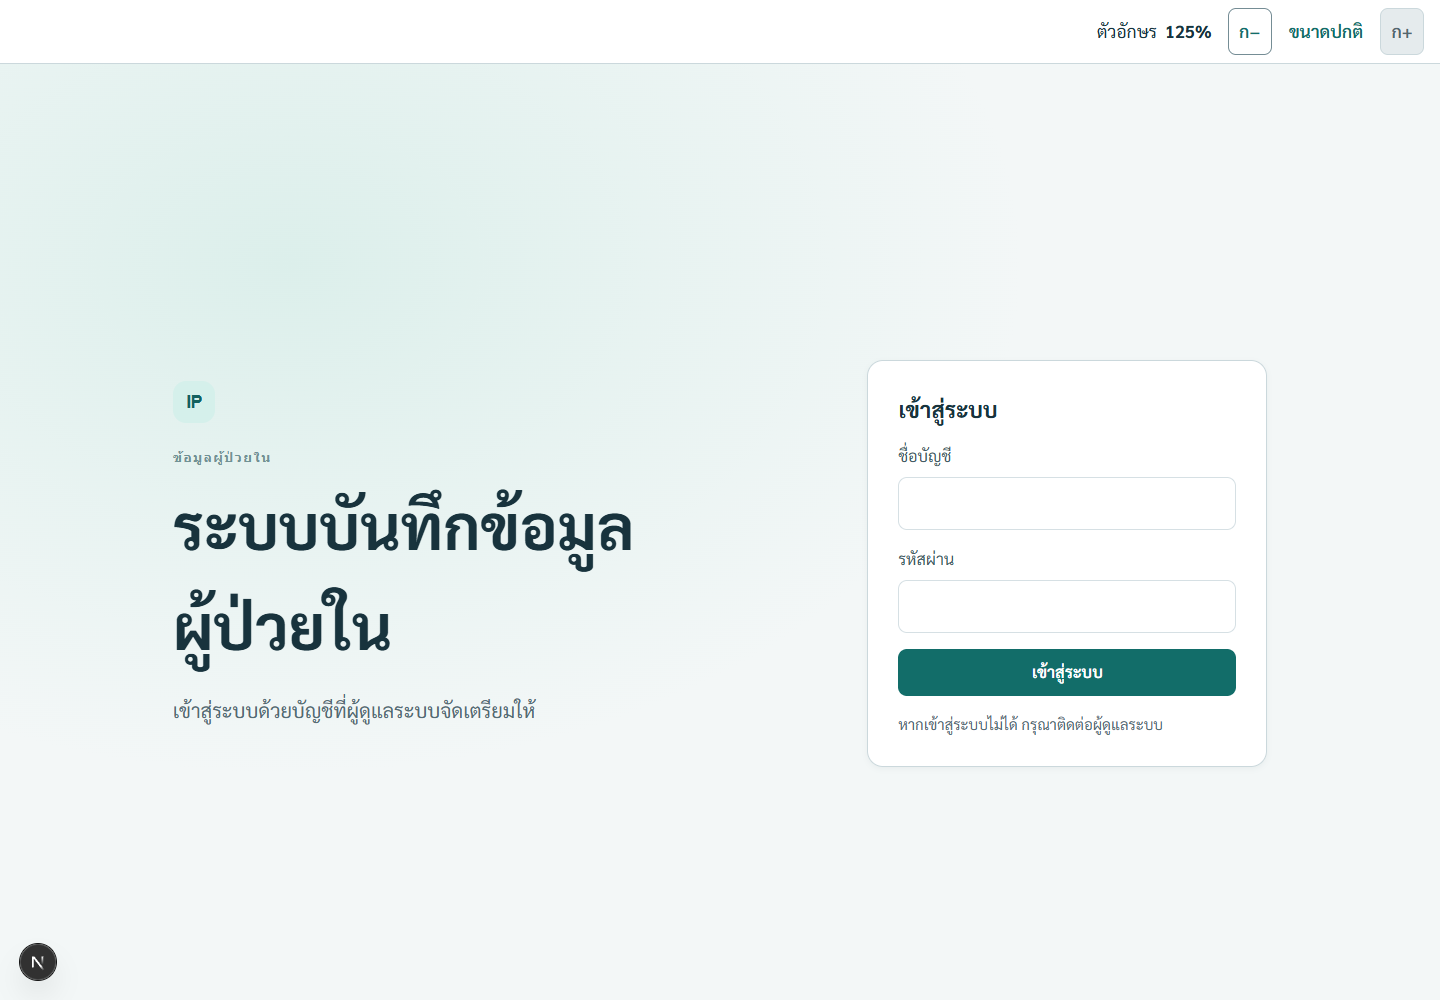 ตัวอักษร 125% ก− ขนาดปกติ ก+
IP
ข้อมูลผู้ป่วยใน
ระบบบันทึกข้อมูล
ผู้ป่วยใน
เข้าสู่ระบบด้วยบัญชีที่ผู้ดูแลระบบจัดเตรียมให้
เข้าสู่ระบบ
ชื่อบัญชี
รหัสผ่าน
เข้าสู่ระบบ
หากเข้าสู่ระบบไม่ได้ กรุณาติดต่อผู้ดูแลระบบ
N